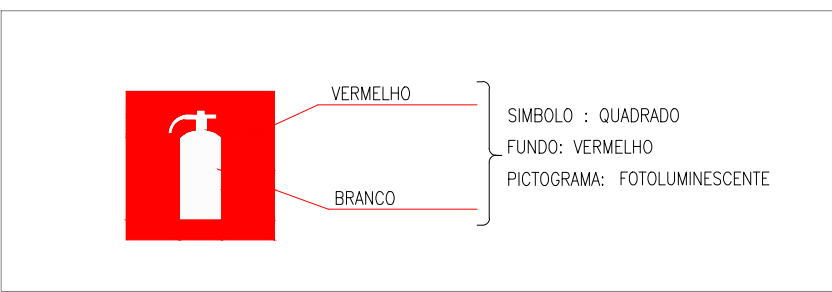 VERMELHO
BRANCO
SIMBOLO : QUADRADO
FUNDO: VERMELHO
PICTOGRAMA: FOTOLUMINESCENTE